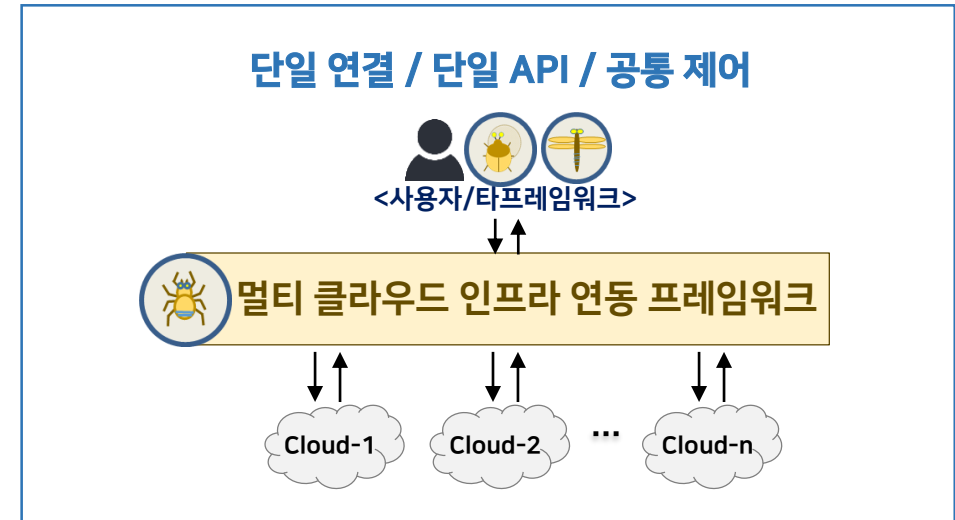 단일 연결 / 단일 API / 공통 제어
<사용자/타프레임워크>
멀티 클라우드 인프라 연동 프레임워크
Cloud-1 Cloud-2 ... Cloud-n